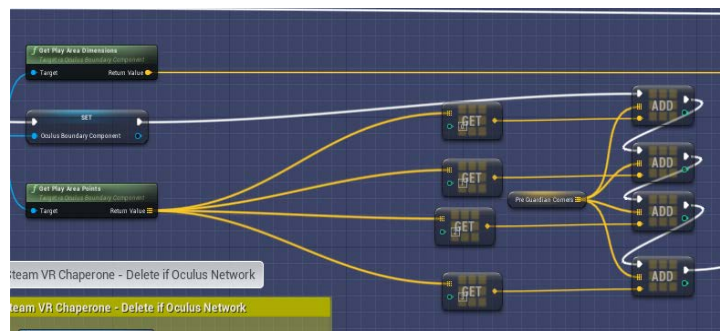 Get Play Area Dimensions
Target is Oculus Boundary Component
Target
Return Value
SET
Oculus Boundary Component
Get Play Area Points
Target is Oculus Boundary Component
Target
Return Value
GET
GET
GET
GET
Pre Guardian Corners
ADD
ADD
ADD
ADD
Steam VR Chaperone - Delete if Oculus Network
Steam VR Chaperone - Delete if Oculus Network